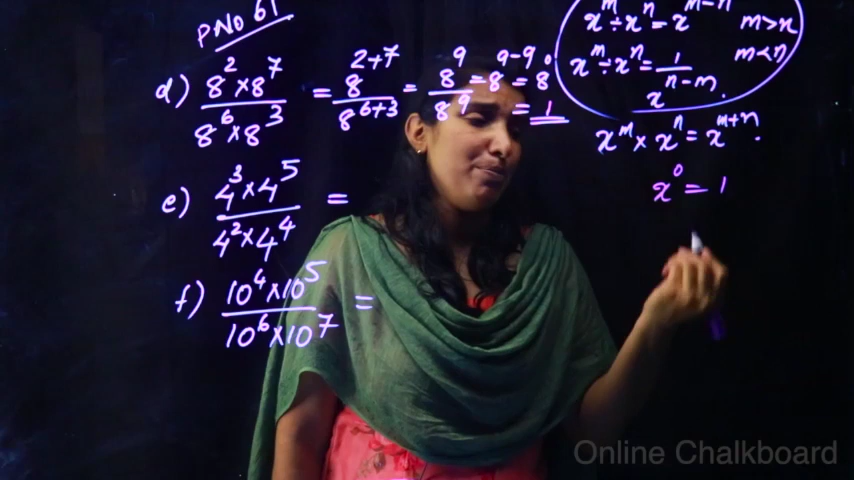 P.NO 61
x^m ÷ x^n = x^(m-n) m>n
x^m ÷ x^n = 1/x^(n-m). m<n
x^m × x^n = x^(m+n).
x^0 = 1
d) (8^2×8^7)/(8^6×8^3) = 8^(2+7)/8^(6+3) = 8^9/8^9 = 8^(9-9) = 8^0
= 1
e) (4^3×4^5)/(4^2×4^4) =
f) (10^4×10^5)/(10^6×10^7) =
Online Chalkboard